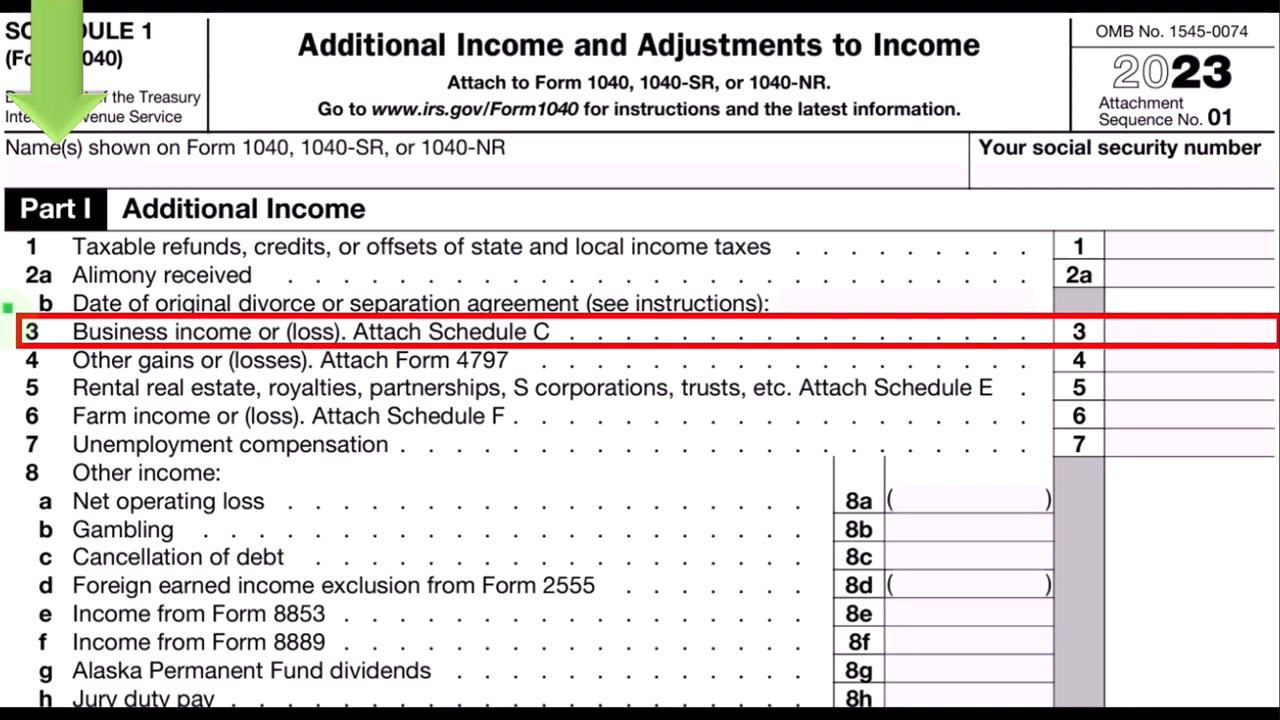 SC ULE 1
(Fo 040)
D f the Treasury
Inte venue Service
Additional Income and Adjustments to Income
Attach to Form 1040, 1040-SR, or 1040-NR.
Go to www.irs.gov/Form1040 for instructions and the latest information.
OMB No. 1545-0074
2023
Attachment
Sequence No. 01
Name(s) shown on Form 1040, 1040-SR, or 1040-NR
Your social security number
Part I Additional Income
1 Taxable refunds, credits, or offsets of state and local income taxes . . . . . . . . . 1
2a Alimony received . . . . . . . . . . . . . . . . . . . . . . . . . . . 2a
b Date of original divorce or separation agreement (see instructions):
3 Business income or (loss). Attach Schedule C . . . . . . . . . . . . . . . . . 3
4 Other gains or (losses). Attach Form 4797 . . . . . . . . . . . . . . . . . . 4
5 Rental real estate, royalties, partnerships, S corporations, trusts, etc. Attach Schedule E . 5
6 Farm income or (loss). Attach Schedule F . . . . . . . . . . . . . . . . . . . 6
7 Unemployment compensation . . . . . . . . . . . . . . . . . . . . . . . 7
8 Other income:
a Net operating loss . . . . . . . . . . . . . . . . . . . 8a ( )
b Gambling . . . . . . . . . . . . . . . . . . . . . . 8b
c Cancellation of debt . . . . . . . . . . . . . . . . . . 8c
d Foreign earned income exclusion from Form 2555 . . . . . . . 8d ( )
e Income from Form 8853 . . . . . . . . . . . . . . . . . 8e
f Income from Form 8889 . . . . . . . . . . . . . . . . . 8f
g Alaska Permanent Fund dividends . . . . . . . . . . . . . 8g
h Jury duty pay . . . . . . . . . . . . . . . . . . . . . 8h